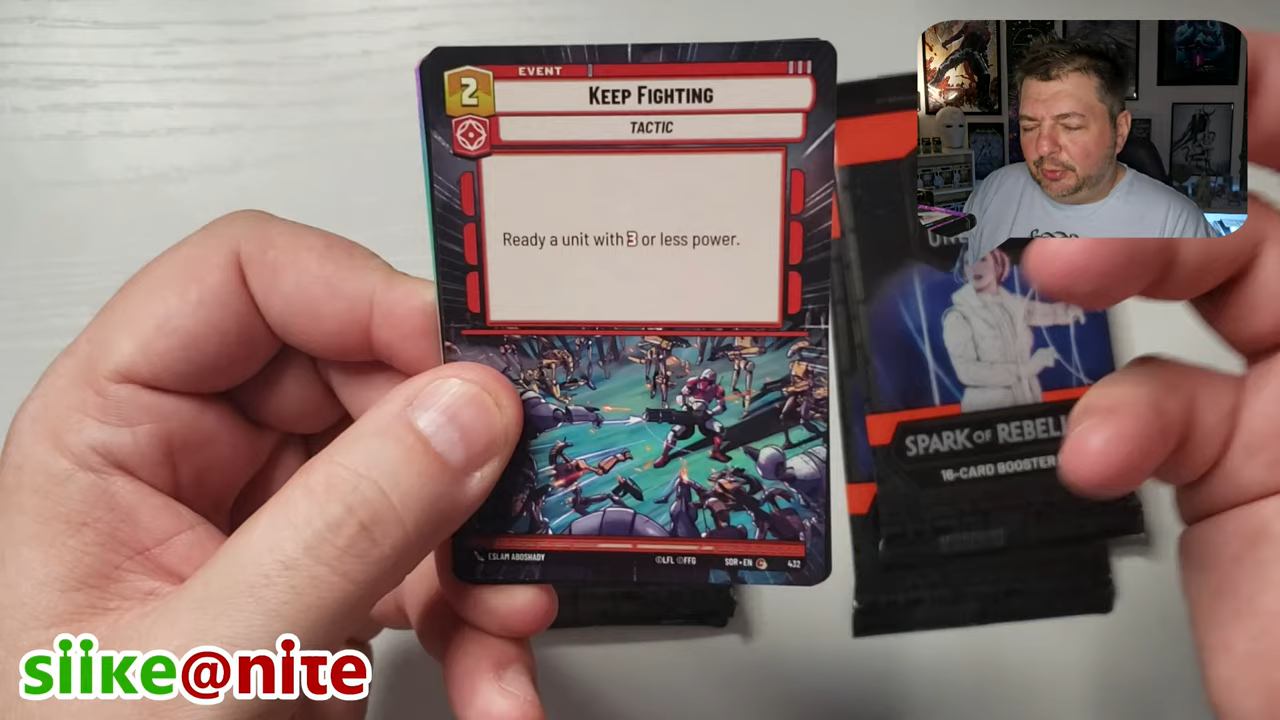 EVENT
2
KEEP FIGHTING
TACTIC
Ready a unit with 3 or less power.
ESLAM ABOSHADY
©LFL ©FFG
SOR • EN C 432
SPARK OF REBELL
16-CARD BOOSTER
siike@nite